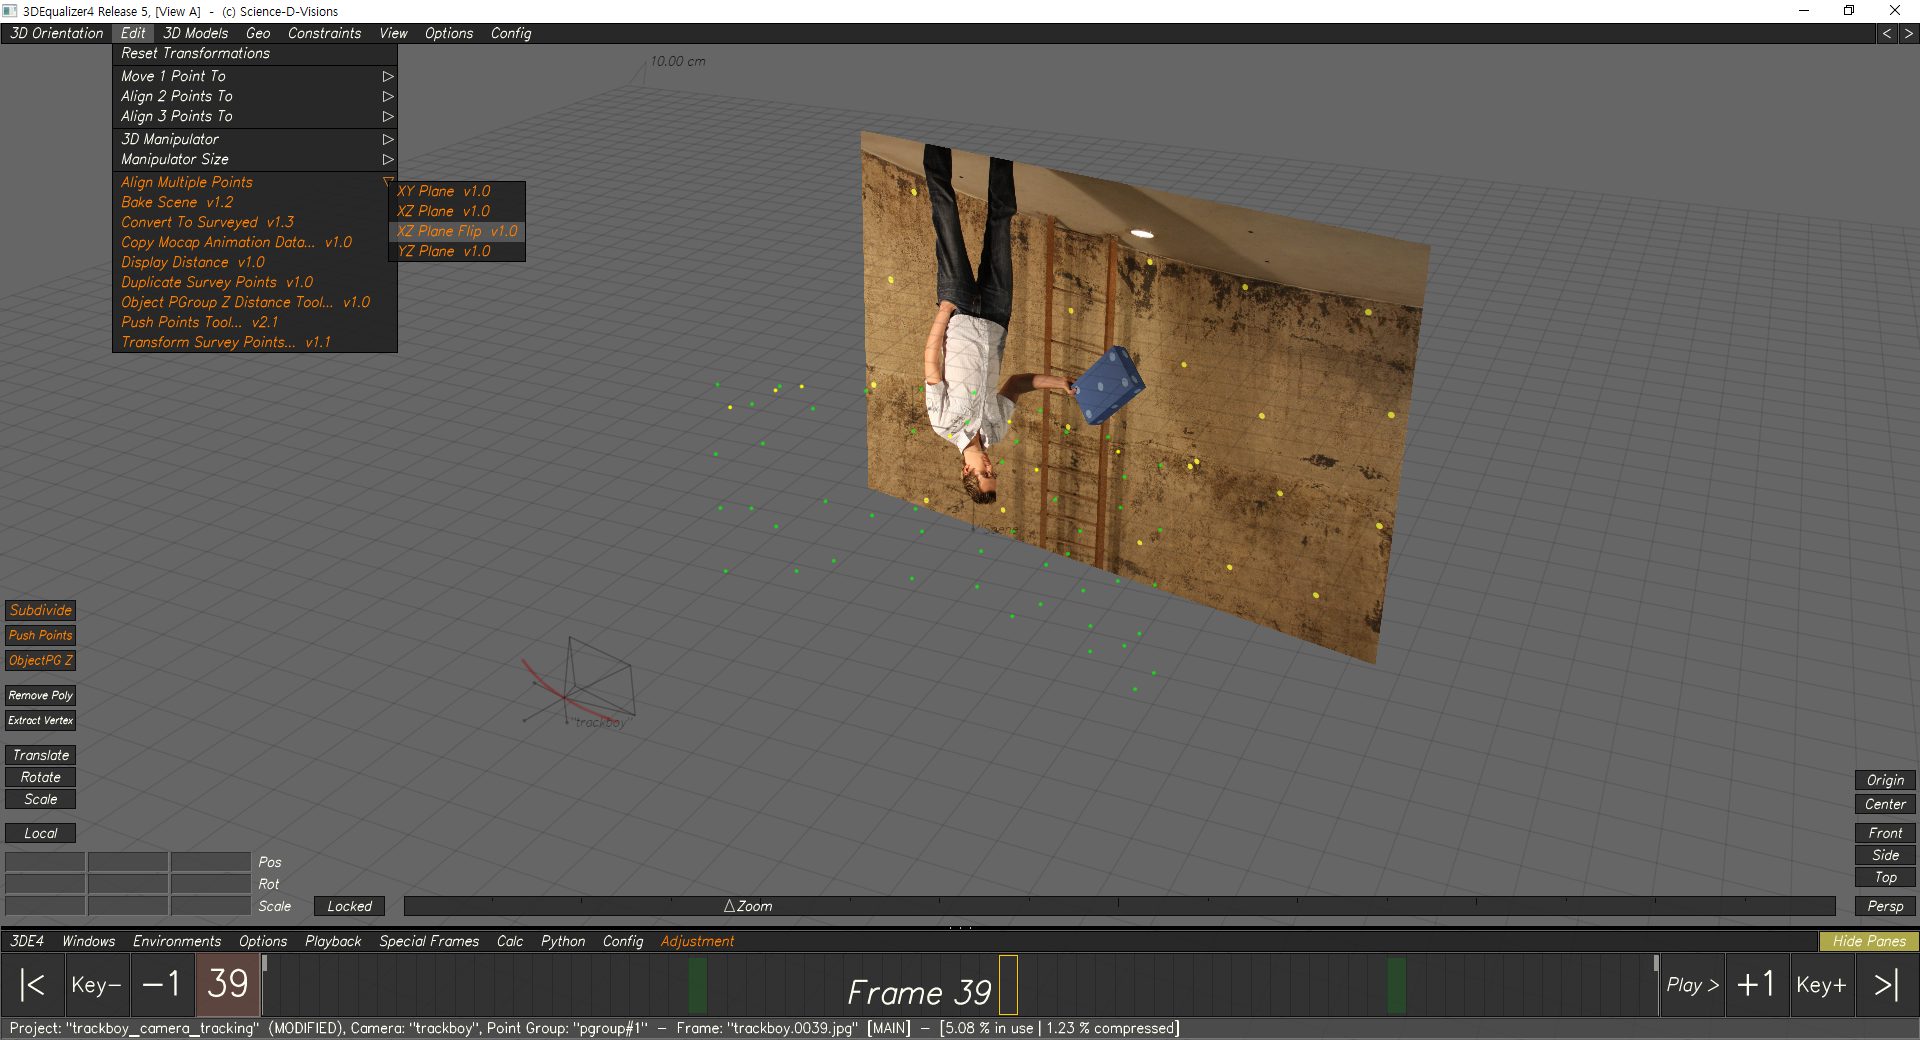 3DEqualizer4 Release 5, [View A]  -  (c) Science-D-Visions
3D Orientation Edit 3D Models Geo Constraints View Options Config < >
Reset Transformations
Move 1 Point To
Align 2 Points To
Align 3 Points To
3D Manipulator
Manipulator Size
Align Multiple Points
Bake Scene v1.2
Convert To Surveyed v1.3
Copy Mocap Animation Data... v1.0
Display Distance v1.0
Duplicate Survey Points v1.0
Object PGroup Z Distance Tool... v1.0
Push Points Tool... v2.1
Transform Survey Points... v1.1
XY Plane v1.0
XZ Plane v1.0
XZ Plane Flip v1.0
YZ Plane v1.0
10.00 cm
"Scene"
"trackboy"
Subdivide
Push Points
ObjectPG Z
Remove Poly
Extract Vertex
Translate
Rotate
Scale
Local
Pos
Rot
Scale
Locked
Zoom
Origin
Center
Front
Side
Top
Persp
3DE4 Windows Environments Options Playback Special Frames Calc Python Config Adjustment Hide Panes
|< Key- -1 39 Frame 39 Play > +1 Key+ >|
Project: "trackboy_camera_tracking" (MODIFIED), Camera: "trackboy", Point Group: "pgroup#1" - Frame: "trackboy.0039.jpg" [MAIN] - [5.08 % in use | 1.23 % compressed]